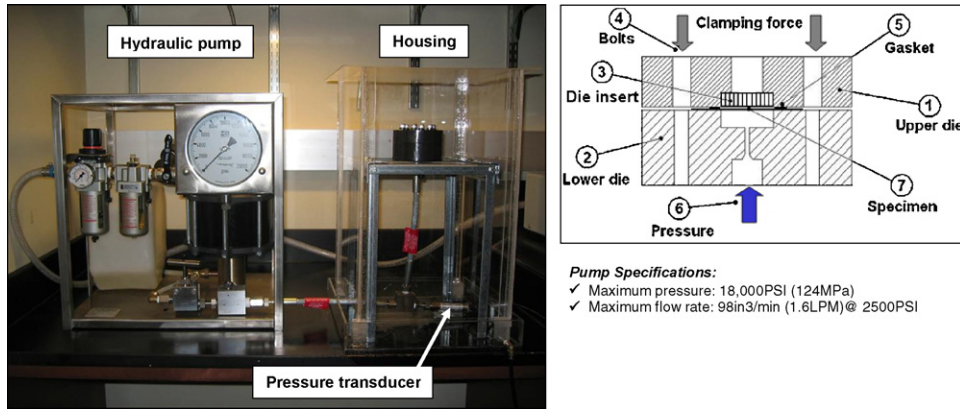 Hydraulic pump
Housing
Pressure transducer
4
Clamping force
5
Bolts
Gasket
3
Die insert
1
Upper die
2
Lower die
7
Specimen
6
Pressure
Pump Specifications:
✓ Maximum pressure: 18,000PSI (124MPa)
✓ Maximum flow rate: 98in3/min (1.6LPM)@ 2500PSI